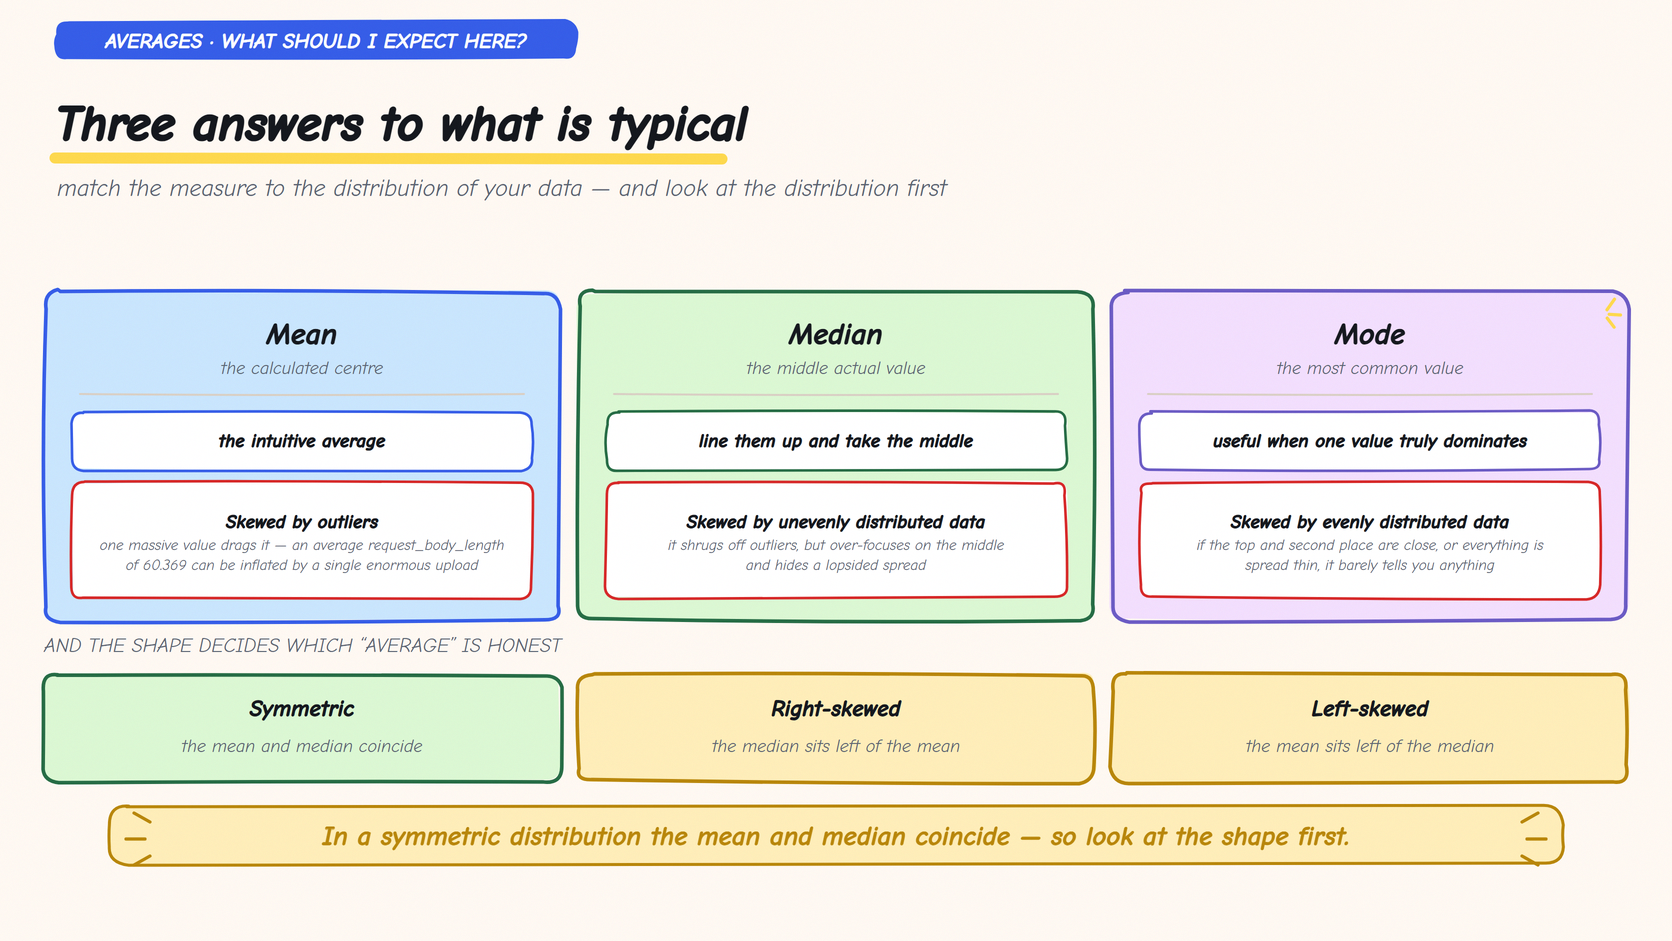 AVERAGES · WHAT SHOULD I EXPECT HERE?
Three answers to what is typical
match the measure to the distribution of your data — and look at the distribution first
Mean
the calculated centre
the intuitive average
Skewed by outliers
one massive value drags it — an average request_body_length
of 60.369 can be inflated by a single enormous upload
Median
the middle actual value
line them up and take the middle
Skewed by unevenly distributed data
it shrugs off outliers, but over-focuses on the middle
and hides a lopsided spread
Mode
the most common value
useful when one value truly dominates
Skewed by evenly distributed data
if the top and second place are close, or everything is
spread thin, it barely tells you anything
AND THE SHAPE DECIDES WHICH “AVERAGE” IS HONEST
Symmetric
the mean and median coincide
Right-skewed
the median sits left of the mean
Left-skewed
the mean sits left of the median
In a symmetric distribution the mean and median coincide — so look at the shape first.